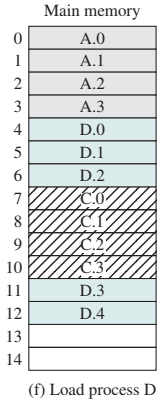 Main memory
0 A.0
1 A.1
2 A.2
3 A.3
4 D.0
5 D.1
6 D.2
7 C.0
8 C.1
9 C.2
10 C.3
11 D.3
12 D.4
13
14
(f) Load process D